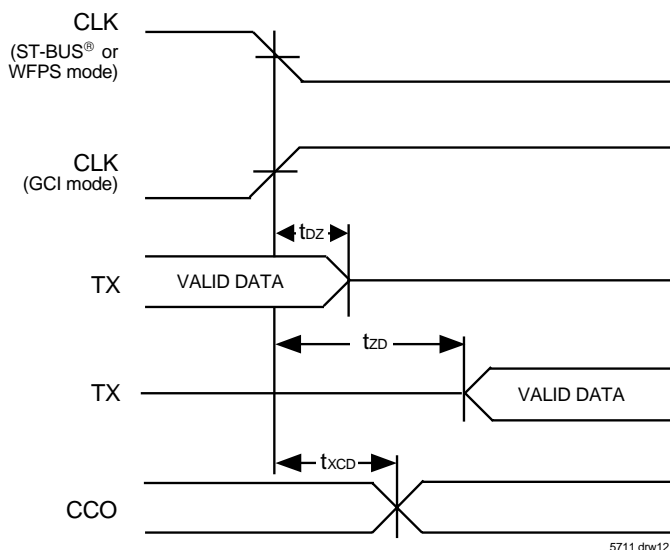 CLK
(ST-BUS® or
WFPS mode)
CLK
(GCI mode)
tDZ
TX
VALID DATA
tZD
TX
VALID DATA
tXCD
CCO
5711 drw12